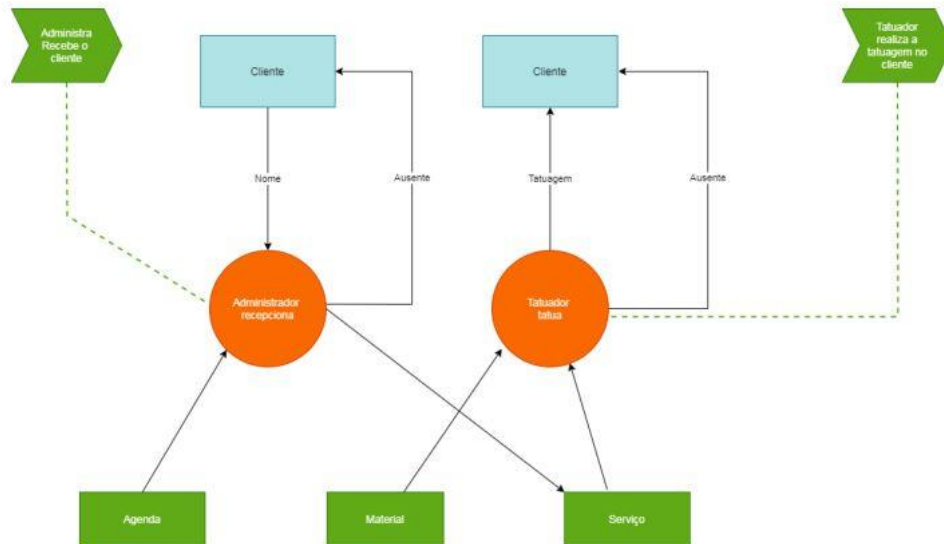 Administra
Recebe o
cliente
Cliente
Cliente
Tatuador
realiza a
tatuagem no
cliente
Nome
Ausente
Tatuagem
Ausente
Administrador
recepciona
Tatuador
tatua
Agenda
Material
Serviço